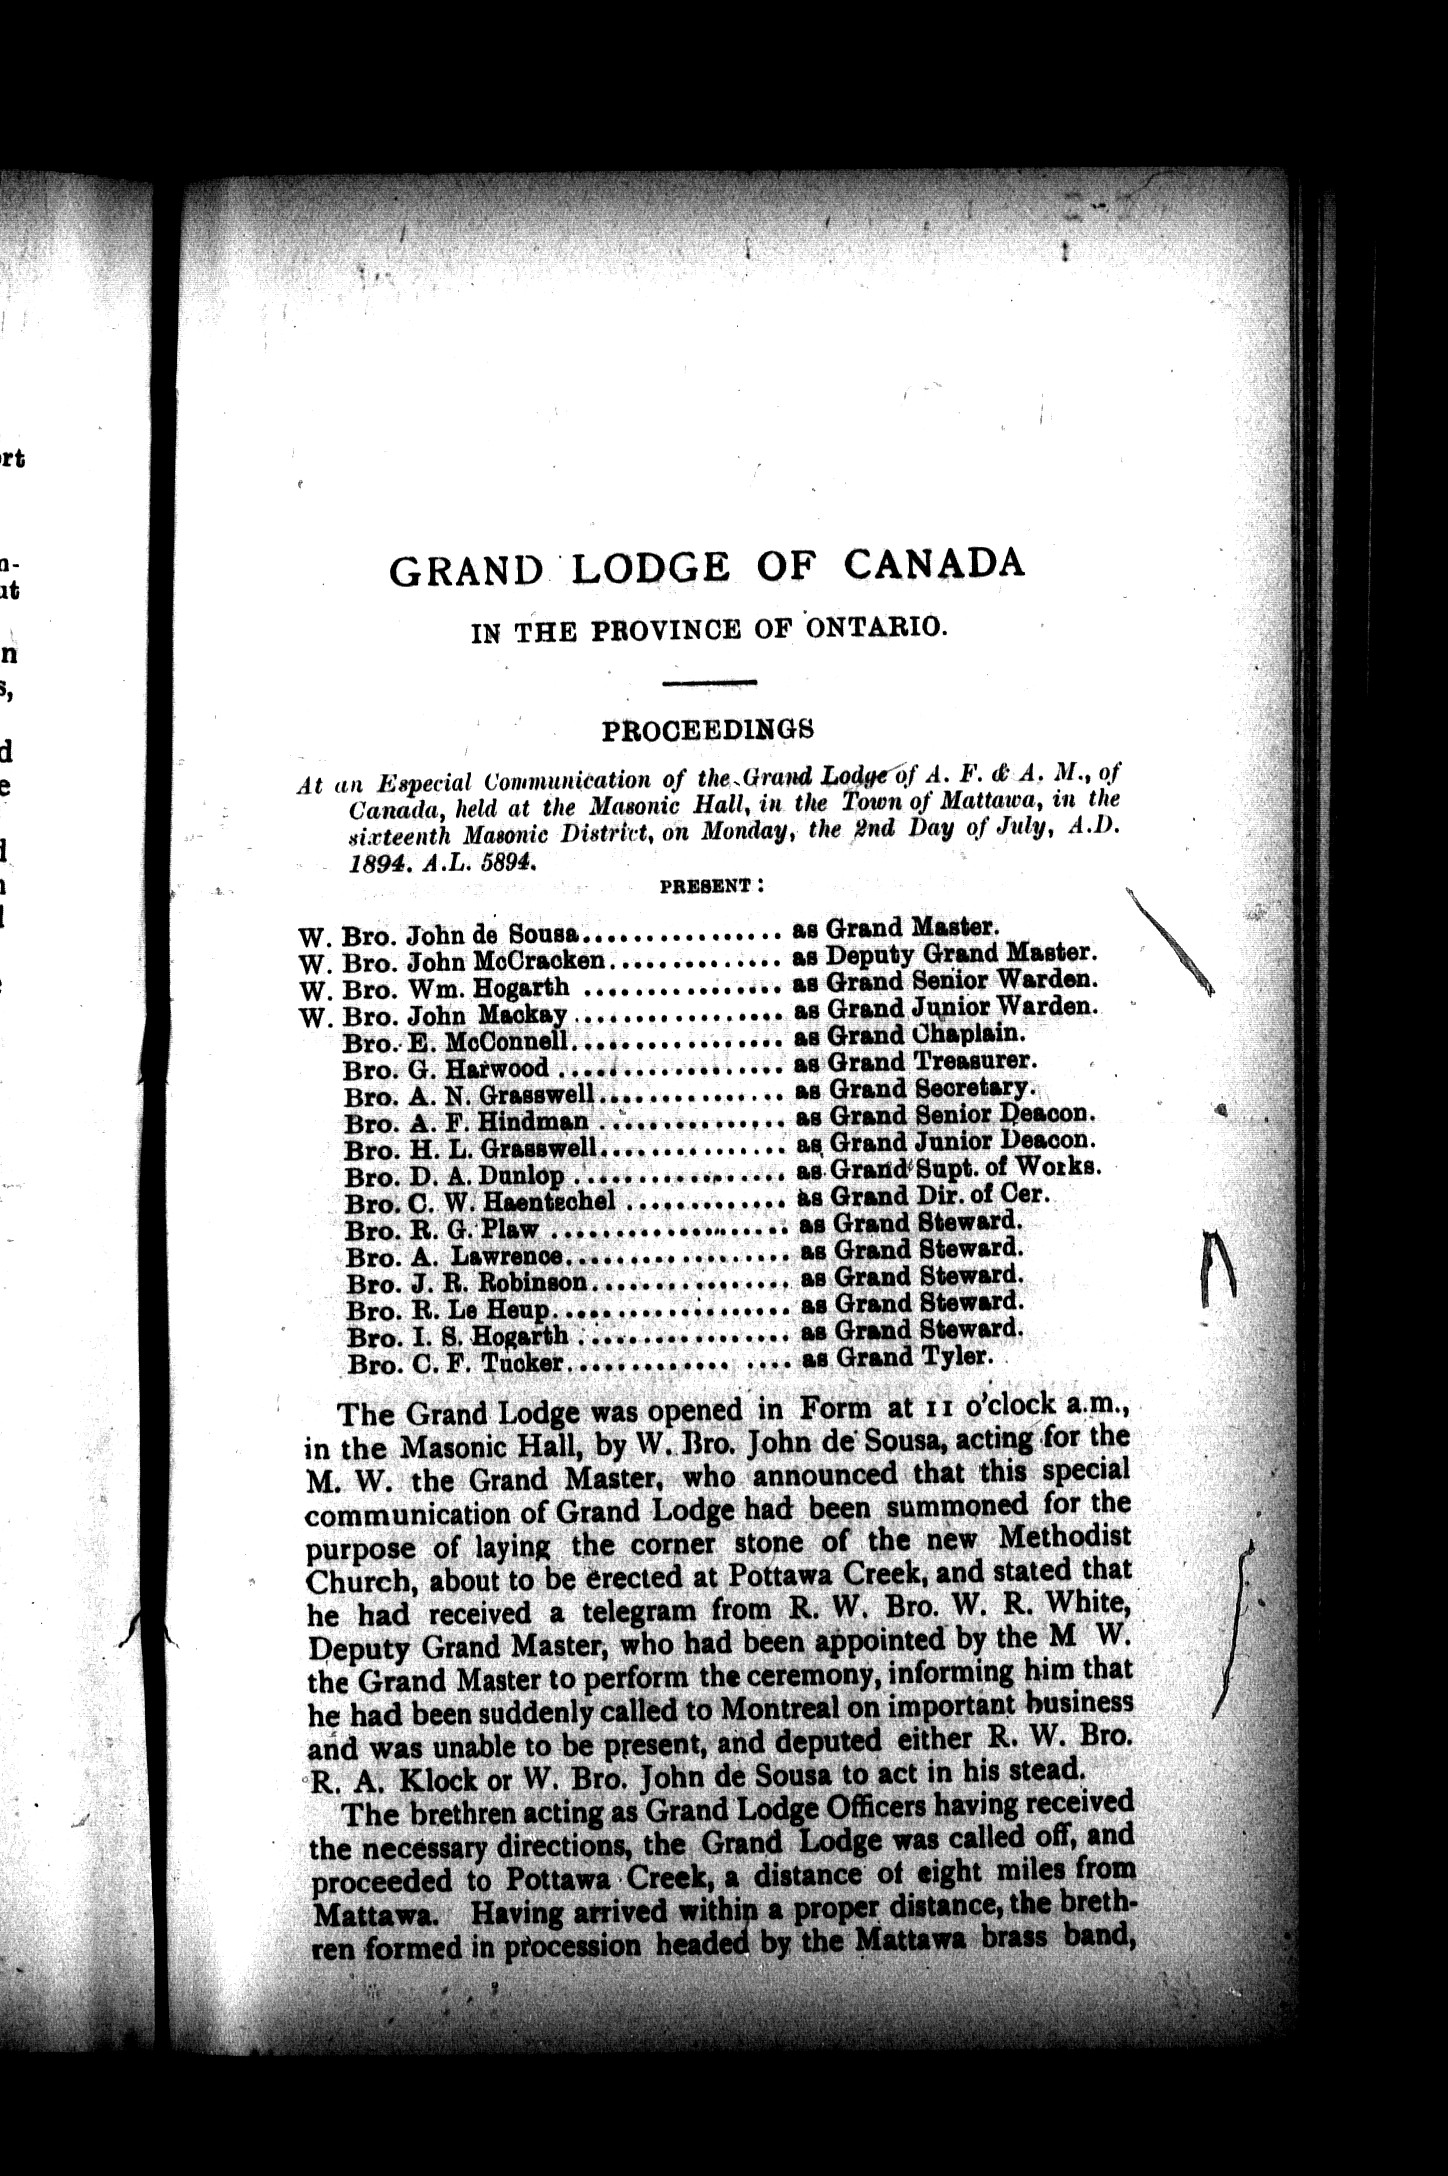 GRAND LODGE OF CANADA
IN THE PROVINCE OF ONTARIO.
PROCEEDINGS
At an Especial Communication of the Grand Lodge of A. F. & A. M., of
Canada, held at the Masonic Hall, in the Town of Mattawa, in the
sixteenth Masonic District, on Monday, the 2nd Day of July, A.D.
1894. A.L. 5894.
PRESENT:
W. Bro. John de Sousa................ as Grand Master.
W. Bro. John McCracken.............. as Deputy Grand Master.
W. Bro. Wm. Hogarth ................ as Grand Senior Warden.
W. Bro. John Mackay................. as Grand Junior Warden.
Bro. E. McConnell................. as Grand Chaplain.
Bro. G. Harwood .................. as Grand Treasurer.
Bro. A. N. Grasswell............... as Grand Secretary.
Bro. A. F. Hindman ............... as Grand Senior Deacon.
Bro. H. L. Grasswell............... as Grand Junior Deacon.
Bro. D. A. Dunlop ................. as Grand Supt. of Works.
Bro. C. W. Haentschel ............. as Grand Dir. of Cer.
Bro. R. G. Plaw ................... as Grand Steward.
Bro. A. Lawrence.................. as Grand Steward.
Bro. J. R. Robinson................ as Grand Steward.
Bro. R. Le Heup................... as Grand Steward.
Bro. I. S. Hogarth ................. as Grand Steward.
Bro. C. F. Tucker............. .... as Grand Tyler.
The Grand Lodge was opened in Form at 11 o'clock a.m.,
in the Masonic Hall, by W. Bro. John de Sousa, acting for the
M. W. the Grand Master, who announced that this special
communication of Grand Lodge had been summoned for the
purpose of laying the corner stone of the new Methodist
Church, about to be erected at Pottawa Creek, and stated that
he had received a telegram from R. W. Bro. W. R. White,
Deputy Grand Master, who had been appointed by the M W.
the Grand Master to perform the ceremony, informing him that
he had been suddenly called to Montreal on important business
and was unable to be present, and deputed either R. W. Bro.
R. A. Klock or W. Bro. John de Sousa to act in his stead.
The brethren acting as Grand Lodge Officers having received
the necessary directions, the Grand Lodge was called off, and
proceeded to Pottawa Creek, a distance of eight miles from
Mattawa. Having arrived within a proper distance, the breth-
ren formed in procession headed by the Mattawa brass band,